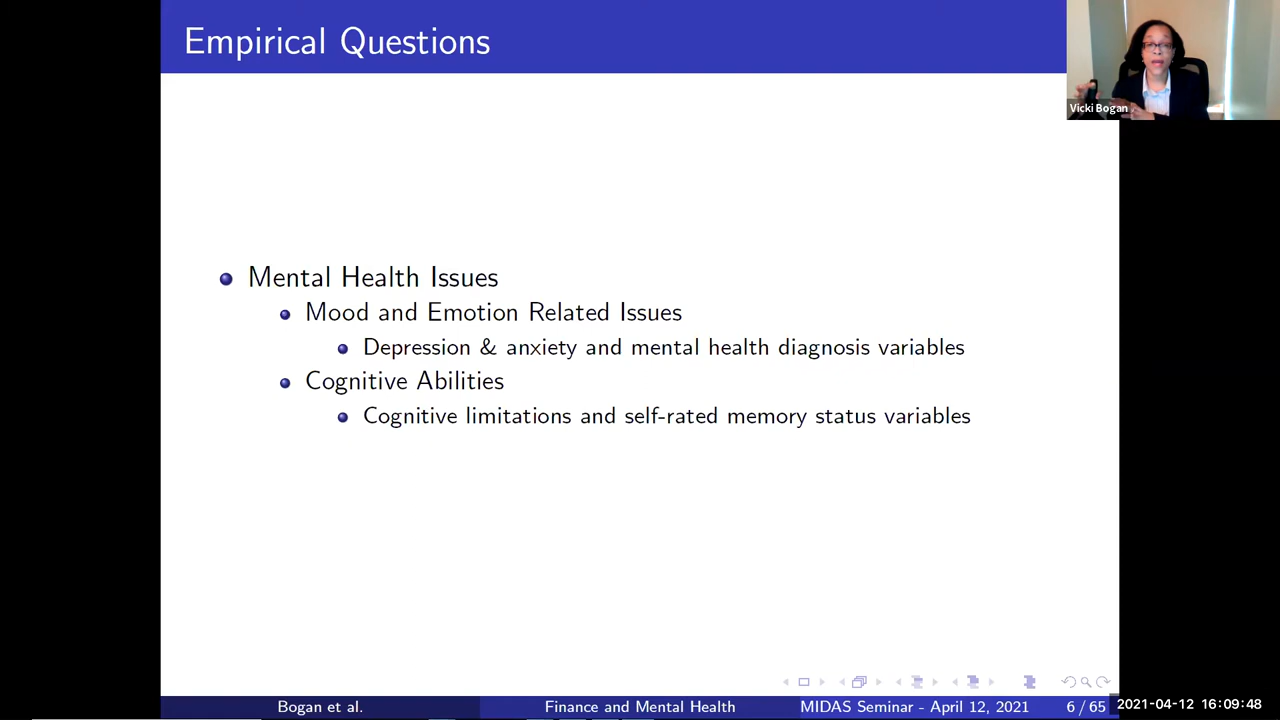 Empirical Questions
Vicki Bogan
Mental Health Issues
Mood and Emotion Related Issues
Depression & anxiety and mental health diagnosis variables
Cognitive Abilities
Cognitive limitations and self-rated memory status variables
Bogan et al.
Finance and Mental Health
MIDAS Seminar - April 12, 2021
6 / 65
2021-04-12 16:09:48